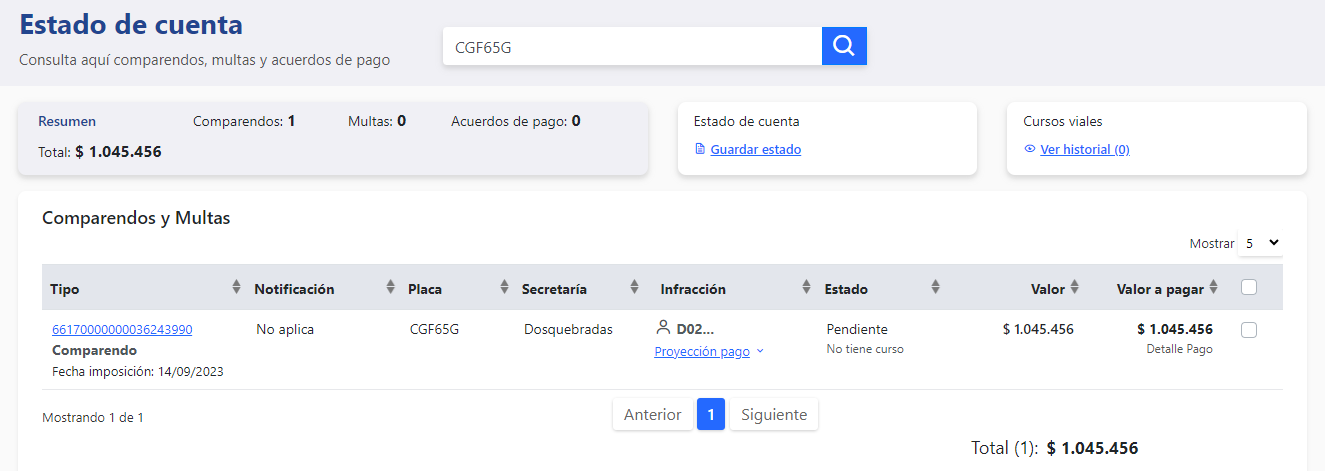 Estado de cuenta
Consulta aquí comparendos, multas y acuerdos de pago
CGF65G
Resumen Comparendos: 1 Multas: 0 Acuerdos de pago: 0
Total: $ 1.045.456
Estado de cuenta
Guardar estado
Cursos viales
Ver historial (0)
Comparendos y Multas
Mostrar 5
Tipo Notificación Placa Secretaría Infracción Estado Valor Valor a pagar
66170000000036243990 No aplica CGF65G Dosquebradas D02... Pendiente $ 1.045.456 $ 1.045.456
Comparendo Proyección pago No tiene curso Detalle Pago
Fecha imposición: 14/09/2023
Mostrando 1 de 1 Anterior 1 Siguiente
Total (1): $ 1.045.456